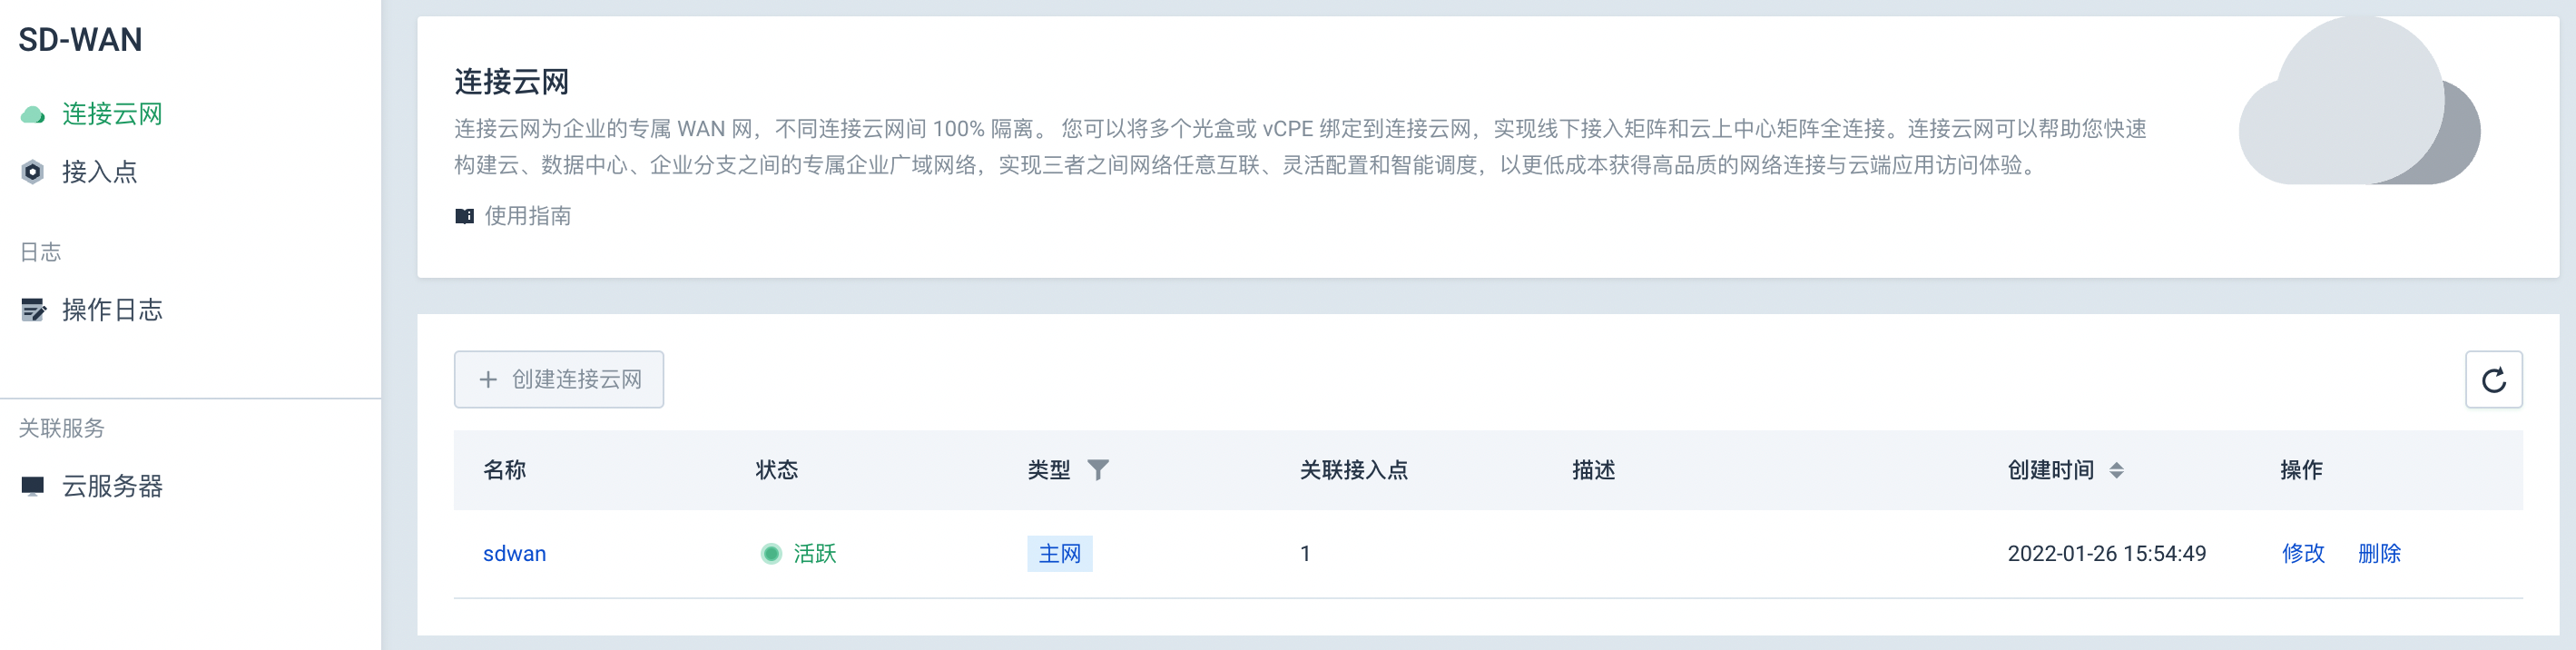 SD-WAN
连接云网
接入点
日志
操作日志
关联服务
云服务器
连接云网
连接云网为企业的专属 WAN 网，不同连接云网间 100% 隔离。 您可以将多个光盒或 vCPE 绑定到连接云网，实现线下接入矩阵和云上中心矩阵全连接。连接云网可以帮助您快速
构建云、数据中心、企业分支之间的专属企业广域网络，实现三者之间网络任意互联、灵活配置和智能调度，以更低成本获得高品质的网络连接与云端应用访问体验。
使用指南
创建连接云网
名称 状态 类型 关联接入点 描述 创建时间 操作
sdwan 活跃 主网 1 2022-01-26 15:54:49 修改 删除